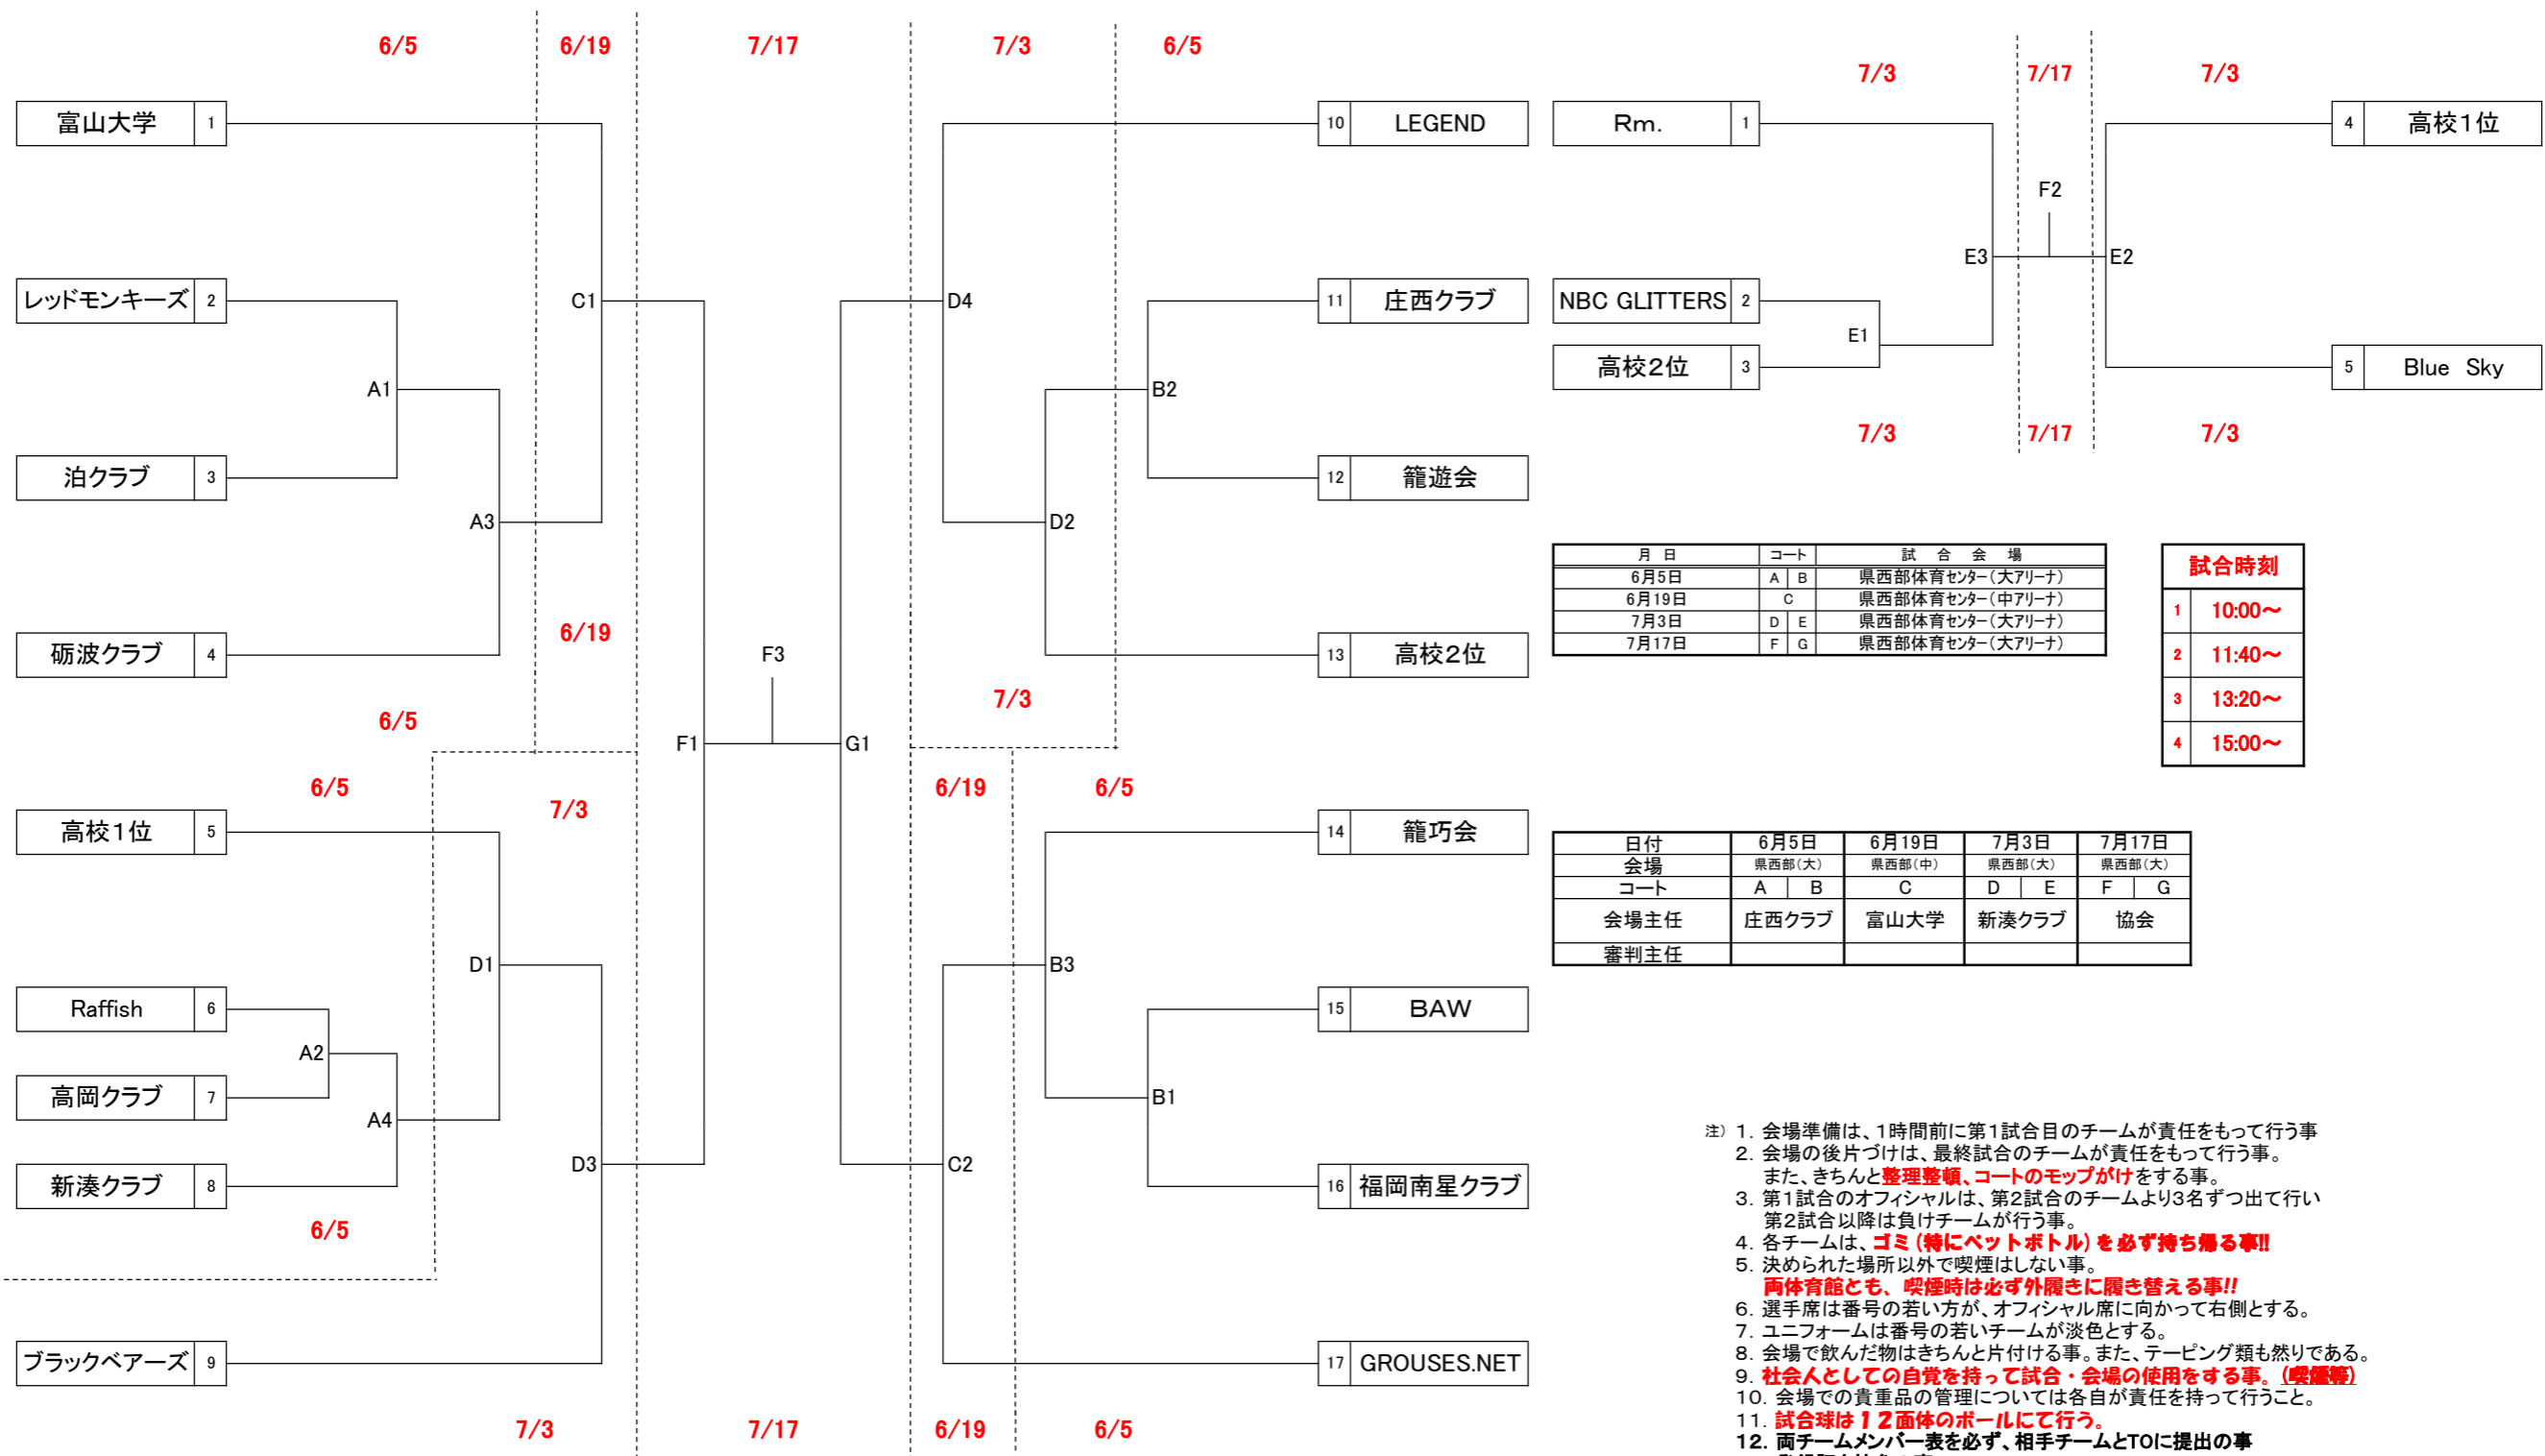 6/5 6/19 7/17 7/3 6/5
7/3 7/17 7/3
富山大学 1
10 LEGEND
Rm. 1
4 高校1位
F2
E3 E2
レッドモンキーズ 2
C1 D4
11 庄西クラブ
NBC GLITTERS 2
E1
高校2位 3
5 Blue Sky
A1 B2
7/3 7/17 7/3
泊クラブ 3
12 籠遊会
A3 D2
6/19
砺波クラブ 4
F3
13 高校2位
7/3
6/5
F1 G1
月 日 コート 試 合 会 場
6月5日 A B 県西部体育センター(大アリーナ)
6月19日 C 県西部体育センター(中アリーナ)
7月3日 D E 県西部体育センター(大アリーナ)
7月17日 F G 県西部体育センター(大アリーナ)
試合時刻
1 10:00～
2 11:40～
3 13:20～
4 15:00～
6/5 7/3 6/19 6/5
高校1位 5
14 籠巧会
D1 B3
Raffish 6
15 BAW
A2
高岡クラブ 7
A4 B1
D3 C2
新湊クラブ 8
16 福岡南星クラブ
6/5
ブラックベアーズ 9
17 GROUSES.NET
7/3 7/17 6/19 6/5
日付 6月5日 6月19日 7月3日 7月17日
会場 県西部(大) 県西部(中) 県西部(大) 県西部(大)
コート A B C D E F G
会場主任 庄西クラブ 富山大学 新湊クラブ 協会
審判主任
注) 1. 会場準備は、1時間前に第1試合目のチームが責任をもって行う事
2. 会場の後片づけは、最終試合のチームが責任をもって行う事。
また、きちんと整理整頓、コートのモップがけをする事。
3. 第1試合のオフィシャルは、第2試合のチームより3名ずつ出て行い
第2試合以降は負けチームが行う事。
4. 各チームは、ゴミ(特にペットボトル)を必ず持ち帰る事!!
5. 決められた場所以外で喫煙はしない事。
両体育館とも、喫煙時は必ず外履きに履き替える事!!
6. 選手席は番号の若い方が、オフィシャル席に向かって右側とする。
7. ユニフォームは番号の若いチームが淡色とする。
8. 会場で飲んだ物はきちんと片付ける事。また、テーピング類も然りである。
9. 社会人としての自覚を持って試合・会場の使用をする事。(喫煙等)
10. 会場での貴重品の管理については各自が責任を持って行うこと。
11. 試合球は12面体のボールにて行う。
12. 両チームメンバー表を必ず、相手チームとTOに提出の事